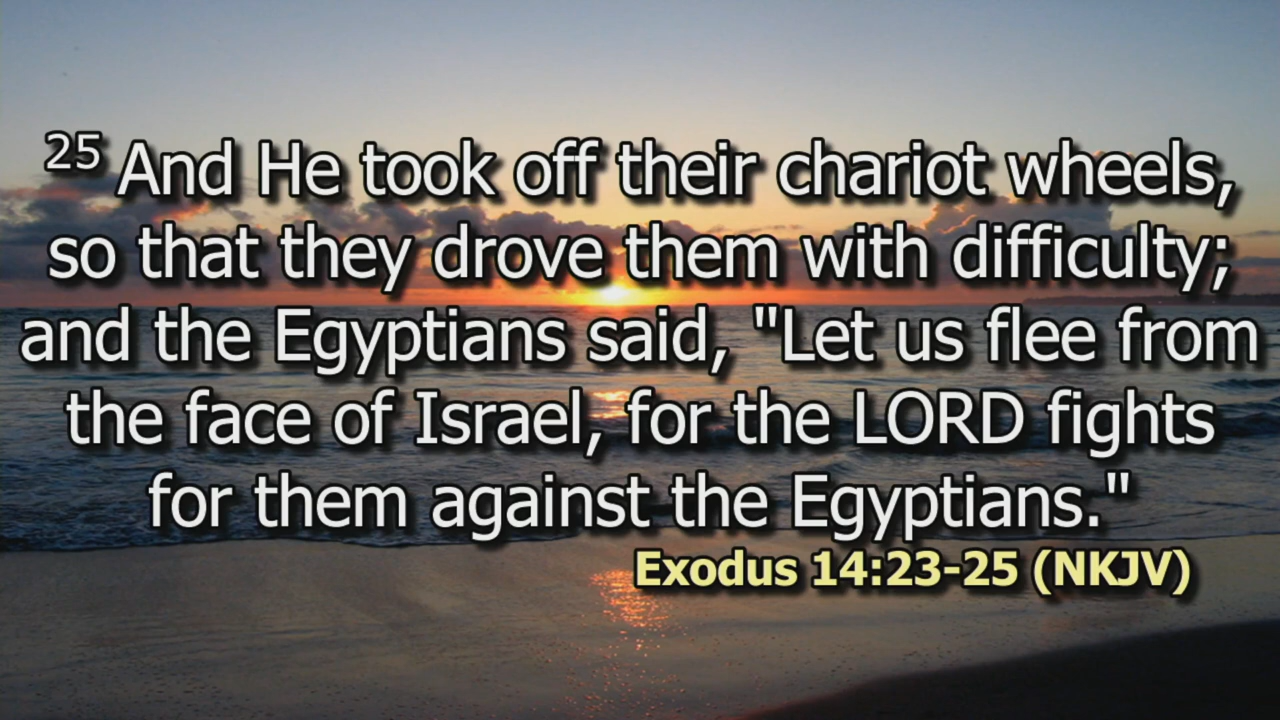 25 And He took off their chariot wheels,
so that they drove them with difficulty;
and the Egyptians said, "Let us flee from
the face of Israel, for the LORD fights
for them against the Egyptians."
Exodus 14:23-25 (NKJV)